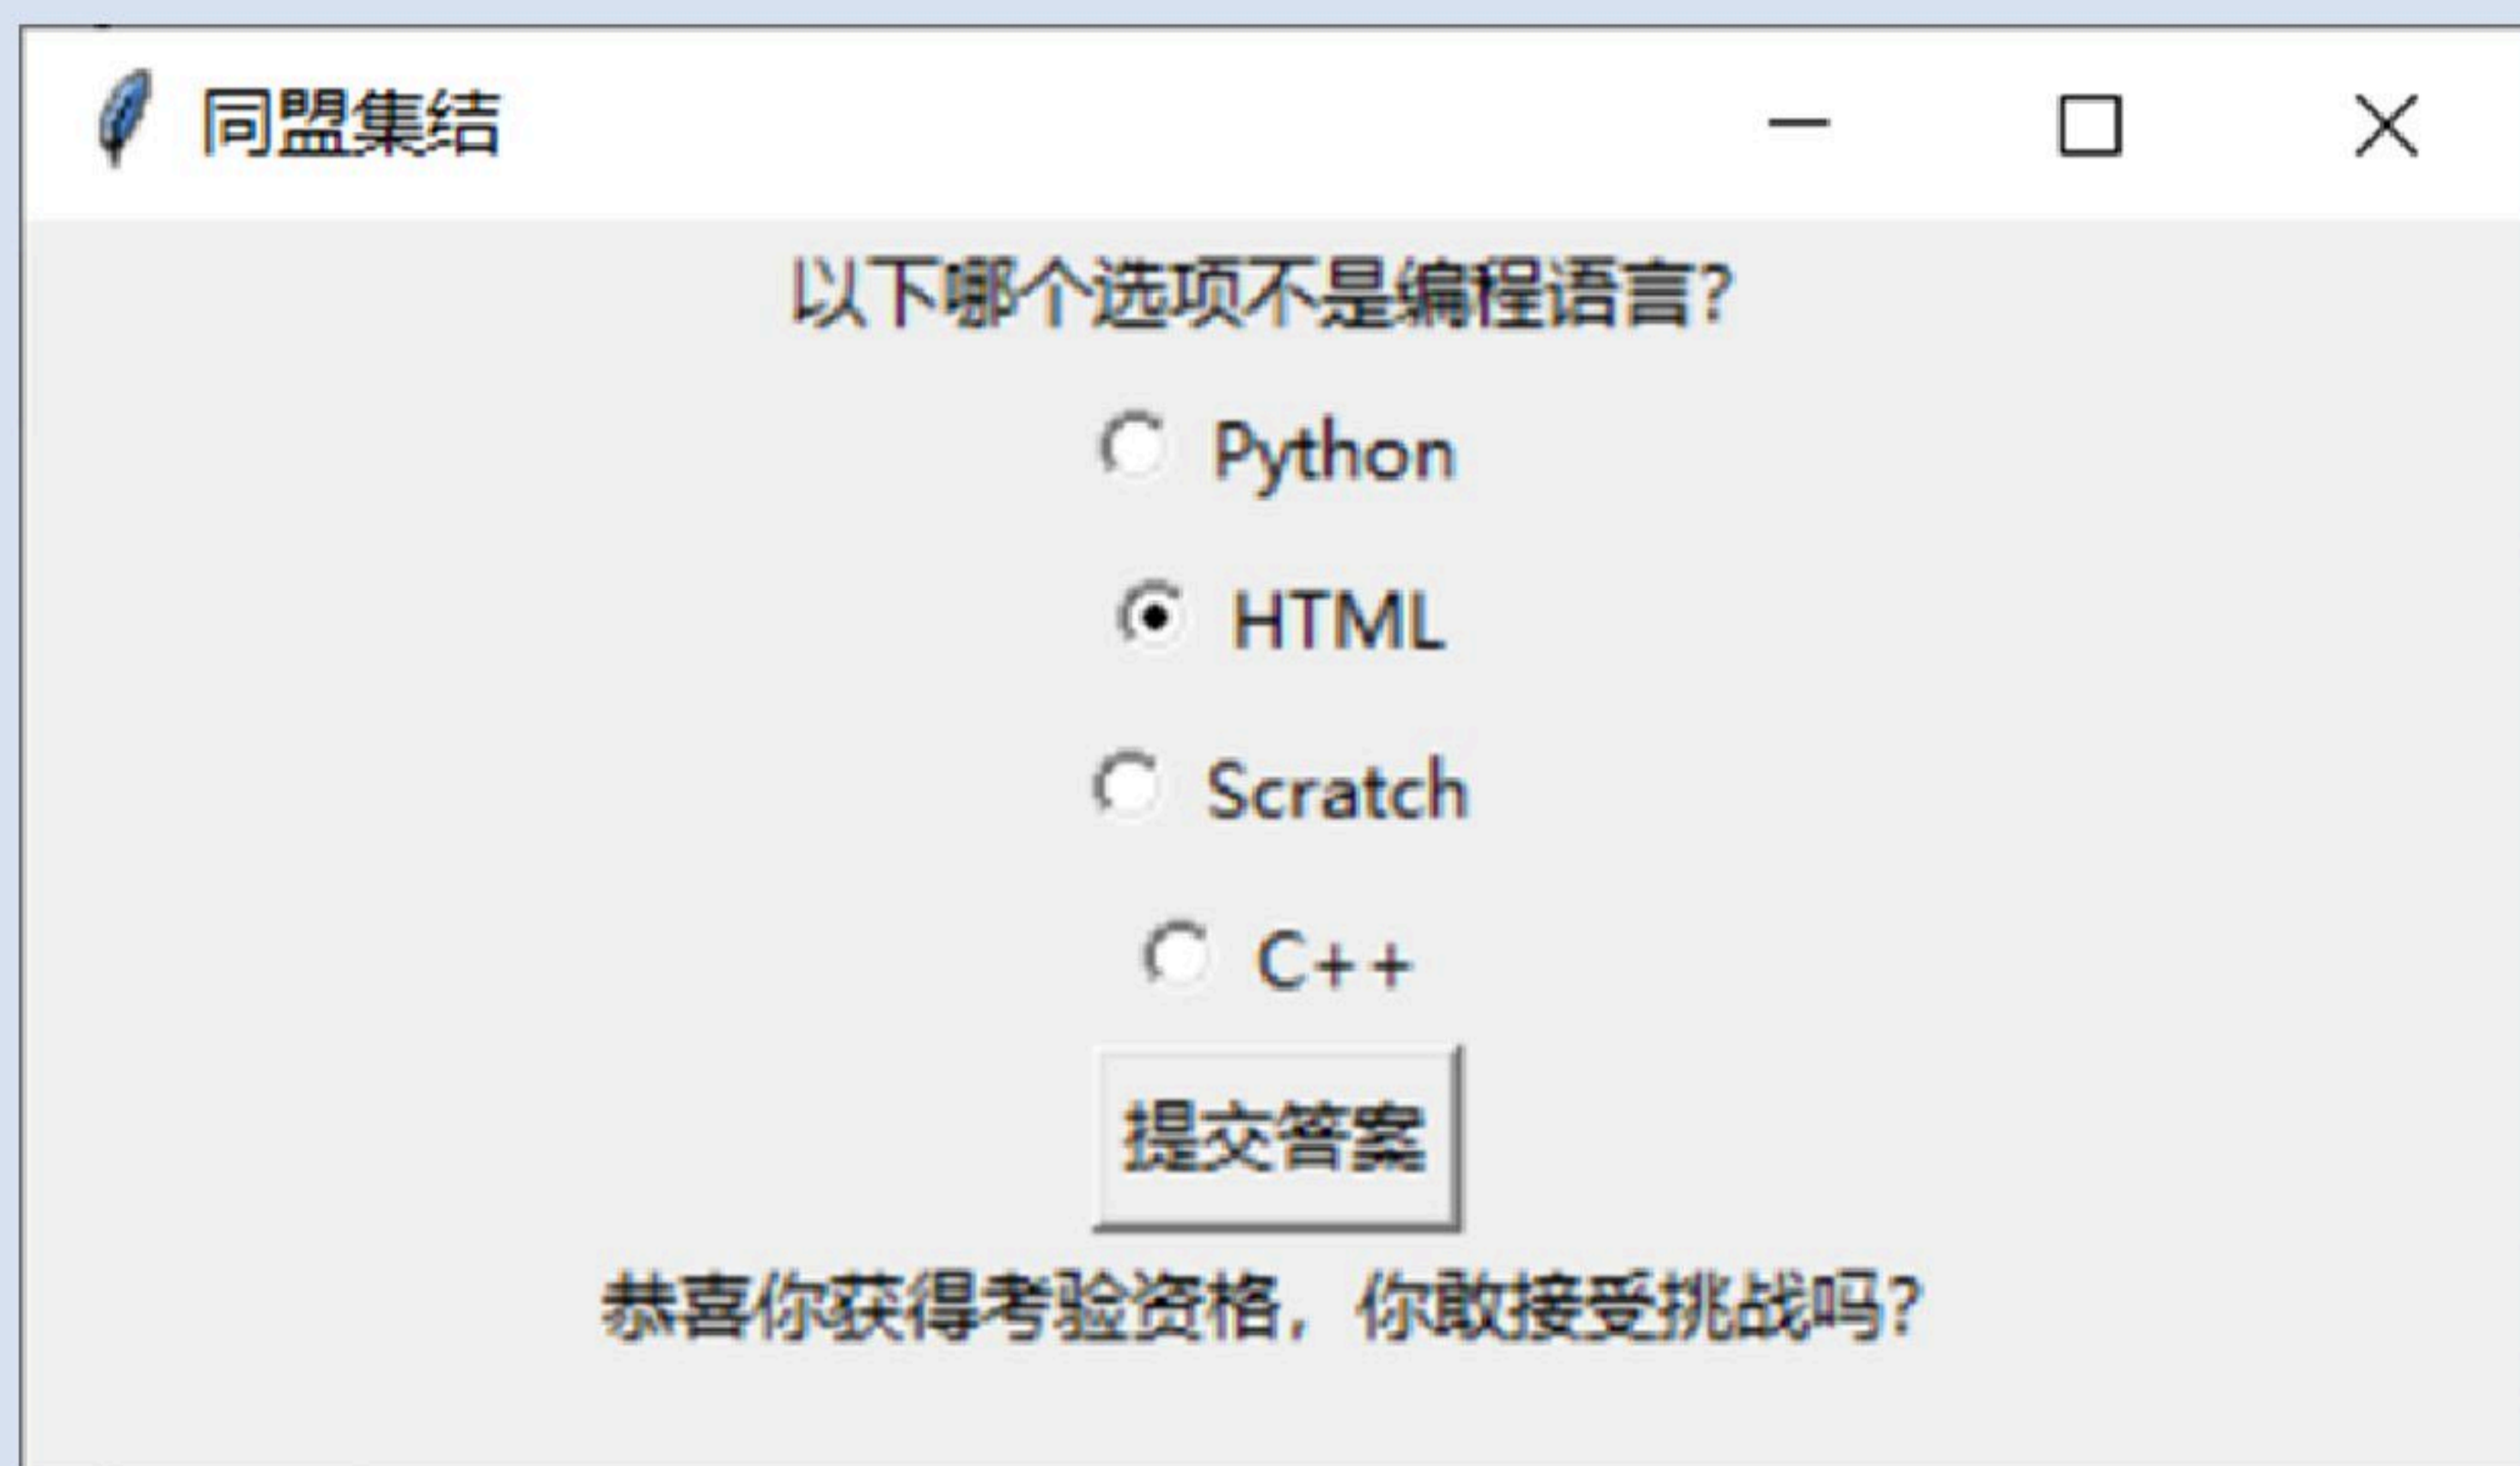 同盟集结
以下哪个选项不是编程语言？
Python
HTML
Scratch
C++
提交答案
恭喜你获得考验资格，你敢接受挑战吗？